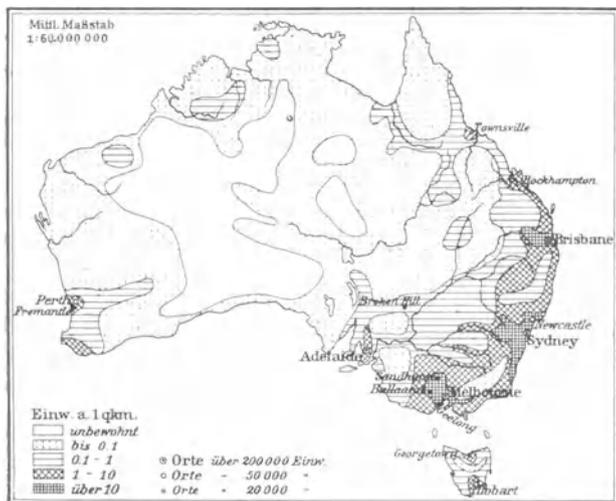 Mittl. Maßstab
1:60.000 000
Townsville
Rockhampton
Brisbane
Broken Hill
Perth
Fremantle
Newcastle
Sydney
Adelaide
Sandhurst
Ballaarat
Melbourne
Geelong
Georgetown
Hobart
Einw. a. 1 qkm.
unbewohnt
bis 0.1
0.1 - 1
1 - 10
über 10
Orte über 200 000 Einw.
Orte - 50 000 -
Orte " 20 000 "